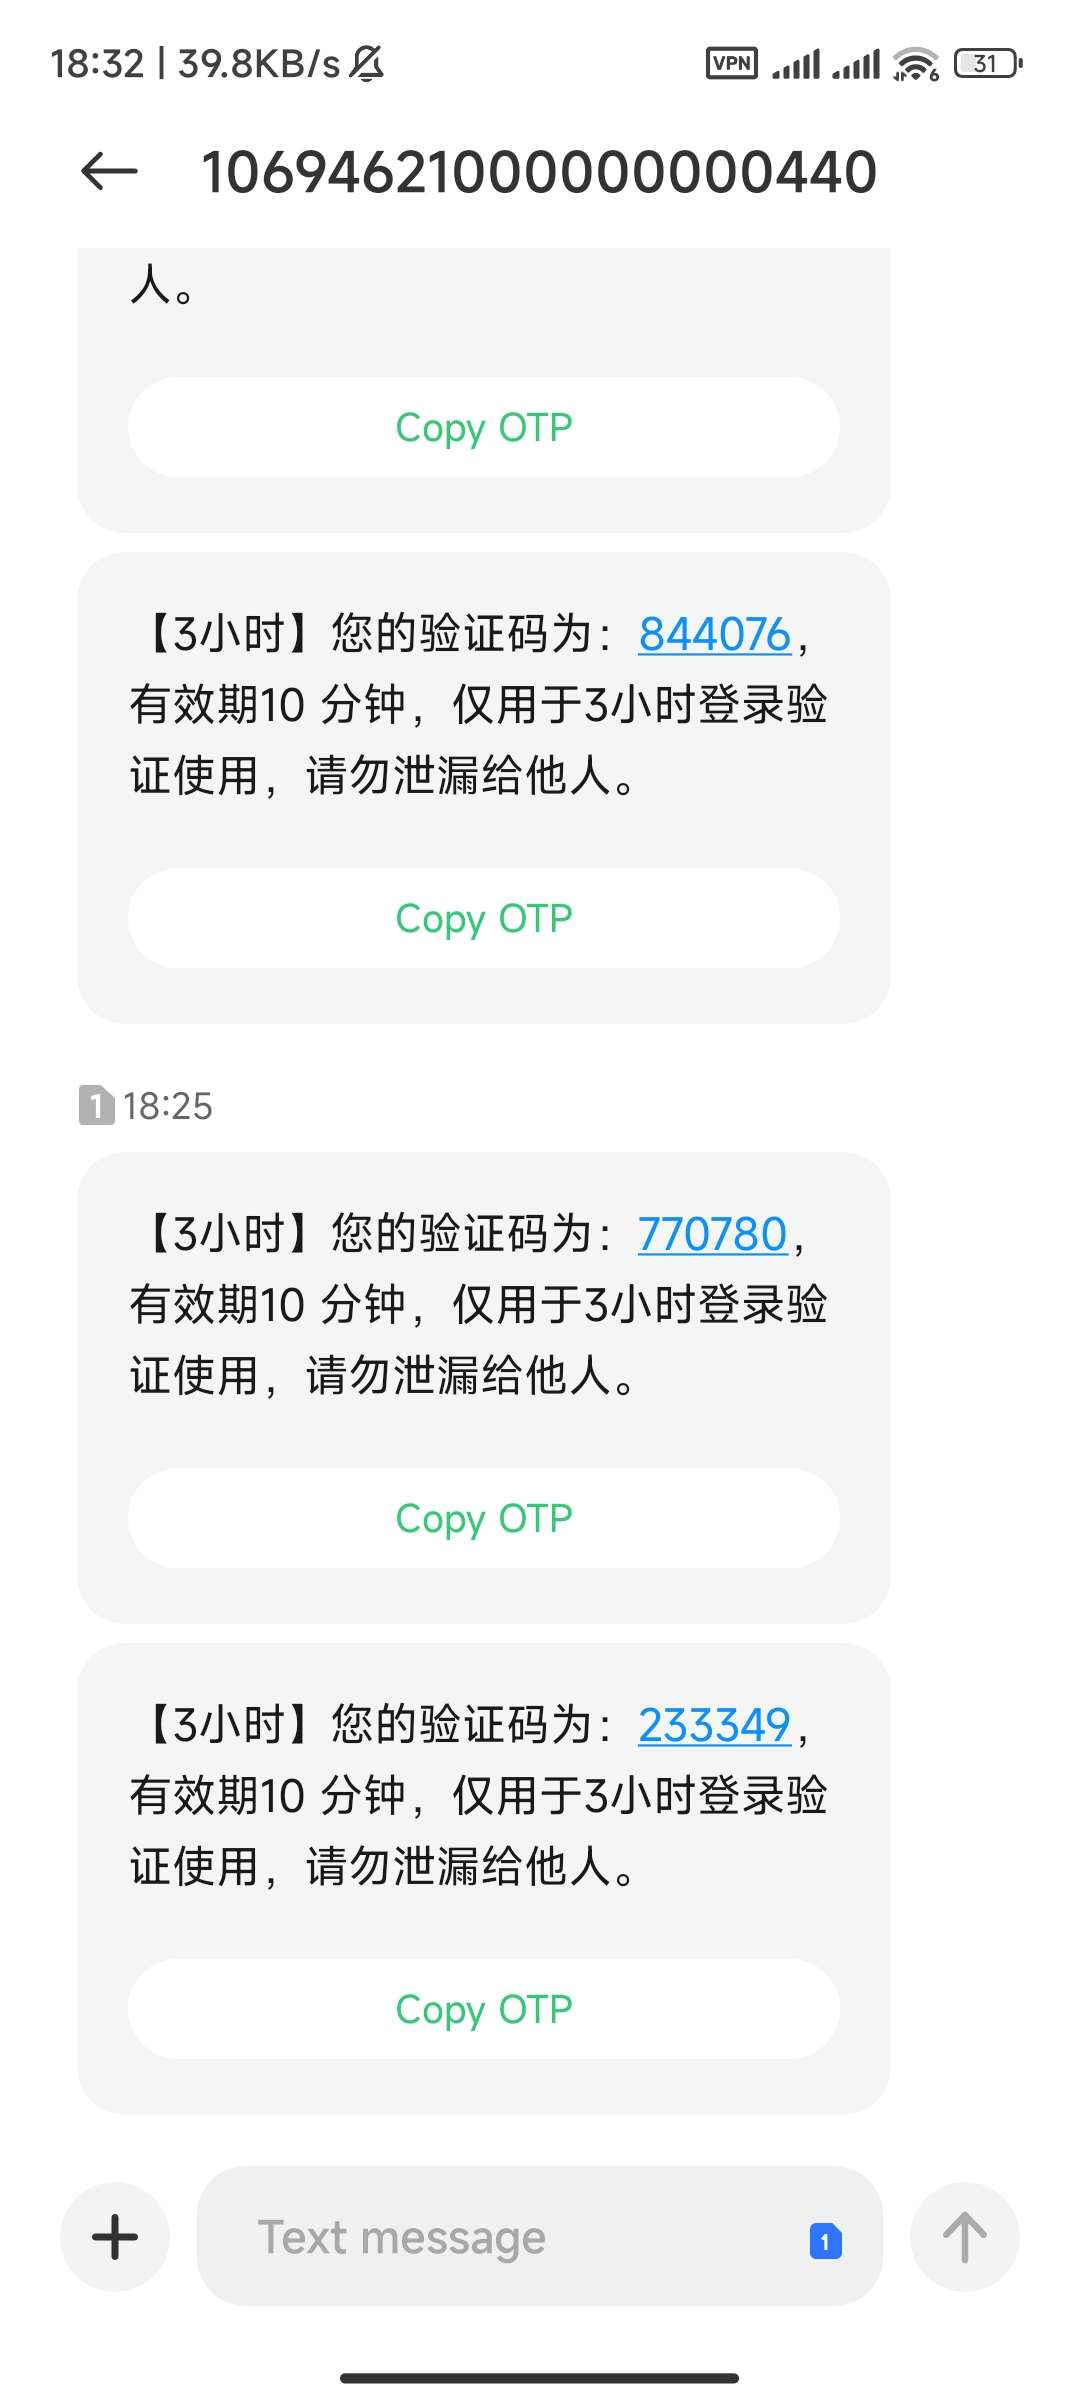 18:32 | 39.8KB/s VPN 6 31
1069462100000000440
人。
Copy OTP
【3小时】您的验证码为：844076，
有效期10 分钟，仅用于3小时登录验
证使用，请勿泄漏给他人。
Copy OTP
1 18:25
【3小时】您的验证码为：770780，
有效期10 分钟，仅用于3小时登录验
证使用，请勿泄漏给他人。
Copy OTP
【3小时】您的验证码为：233349，
有效期10 分钟，仅用于3小时登录验
证使用，请勿泄漏给他人。
Copy OTP
Text message 1